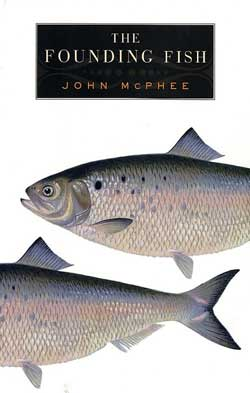 THE
FOUNDING FISH
JOHN McPHEE